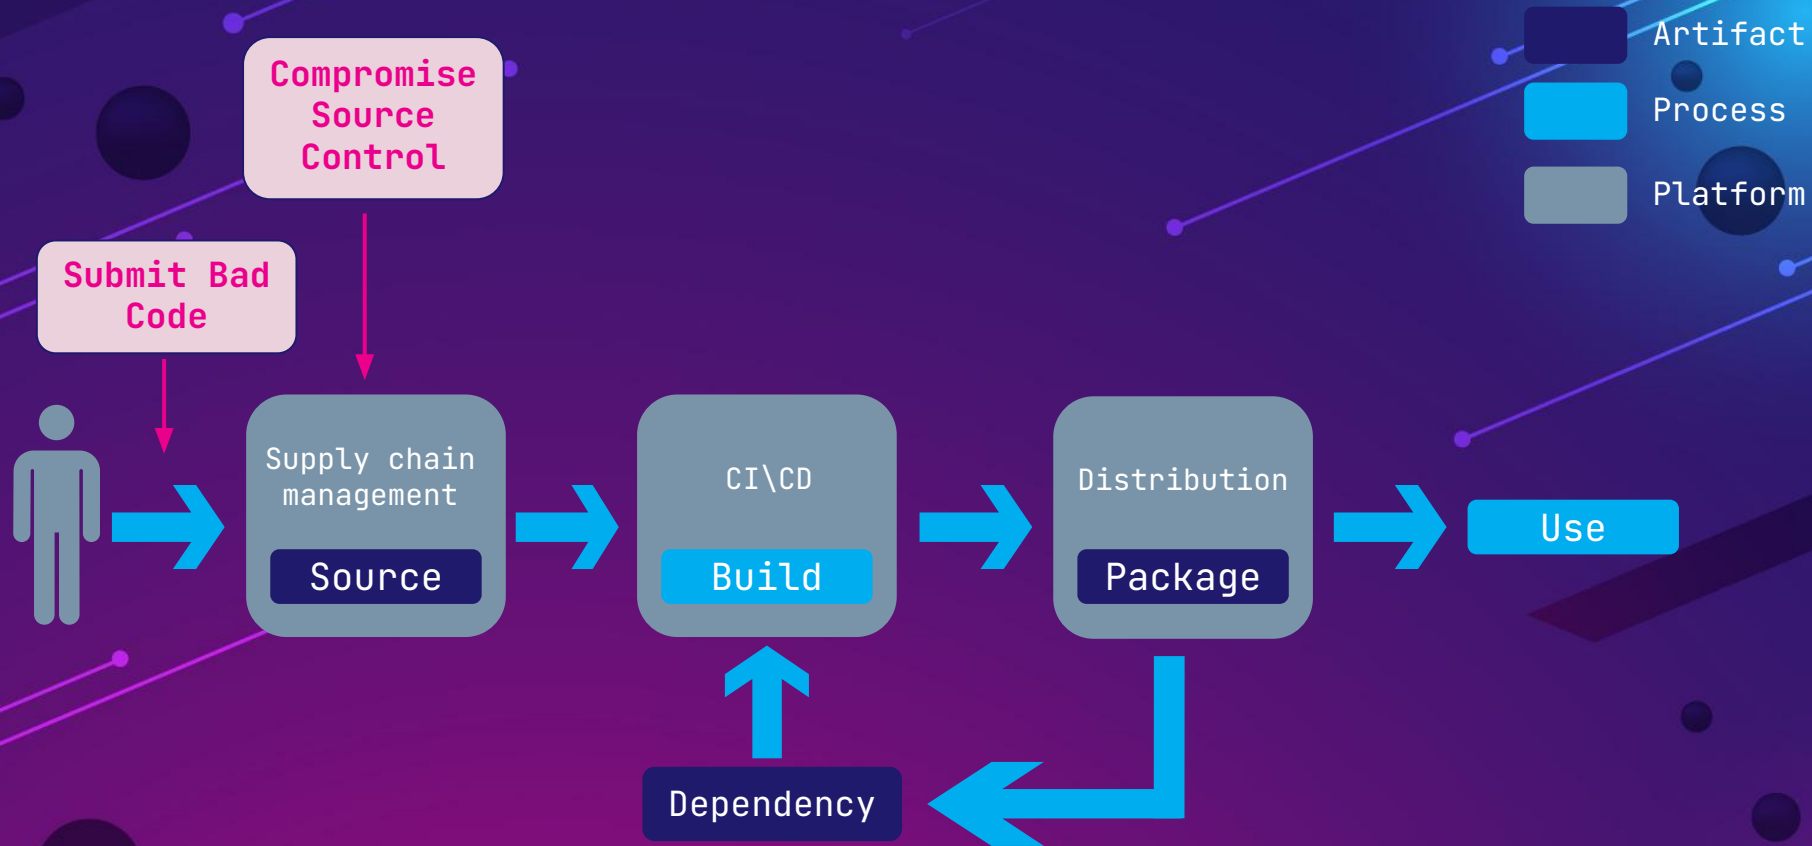 Compromise
Source
Control
Artifact
Process
Platform
Submit Bad
Code
Supply chain
management
Source
CI\CD
Build
Distribution
Package
Use
Dependency